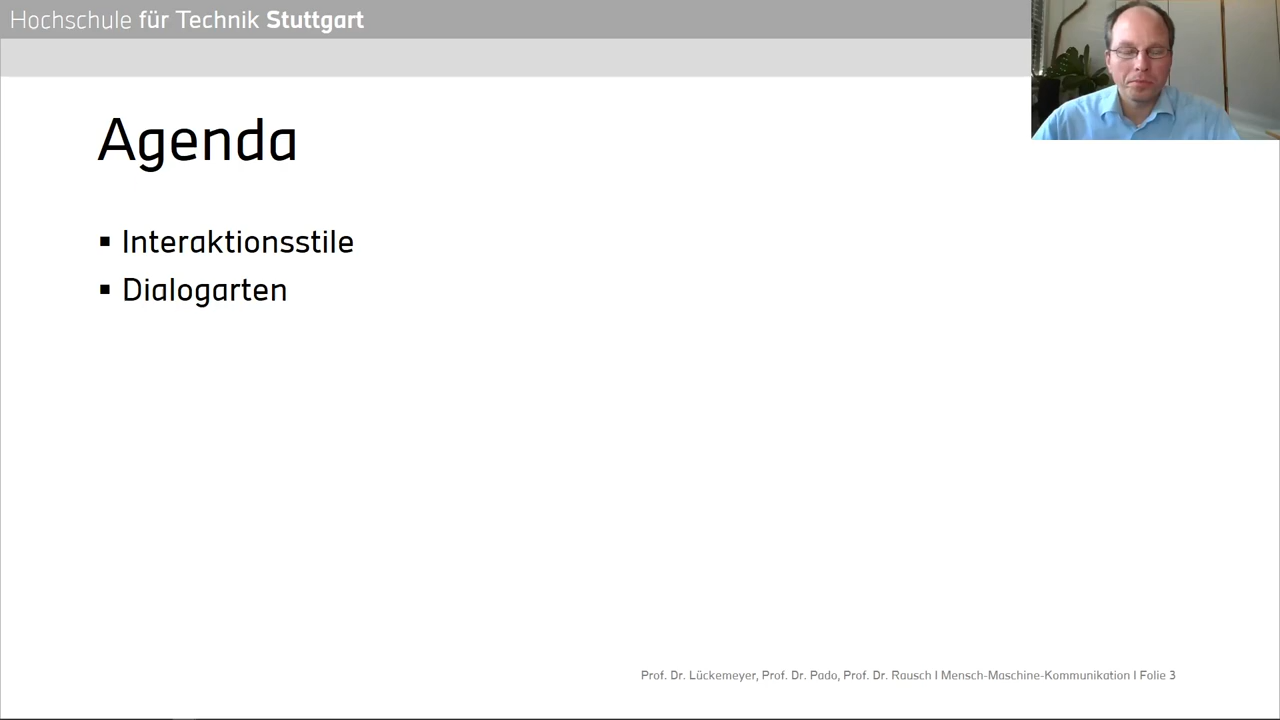 Hochschule für Technik Stuttgart
Agenda
▪ Interaktionsstile
▪ Dialogarten
Prof. Dr. Lückemeyer, Prof. Dr. Pado, Prof. Dr. Rausch I Mensch-Maschine-Kommunikation I Folie 3